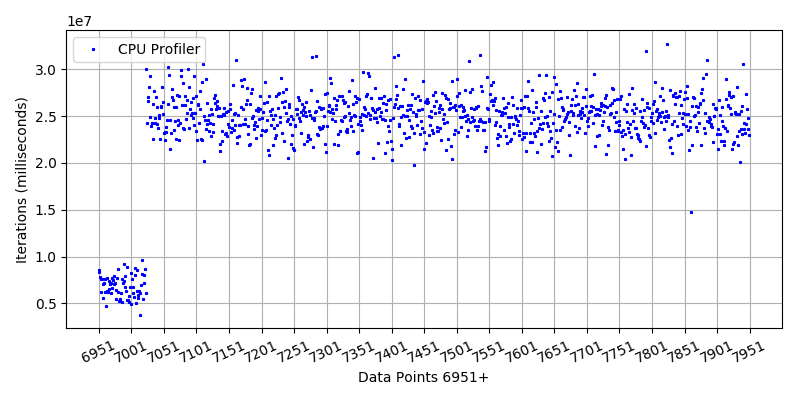 1e7
CPU Profiler
3.0
2.5
2.0
1.5
1.0
0.5
Iterations (milliseconds)
6951 7001 7051 7101 7151 7201 7251 7301 7351 7401 7451 7501 7551 7601 7651 7701 7751 7801 7851 7901 7951
Data Points 6951+